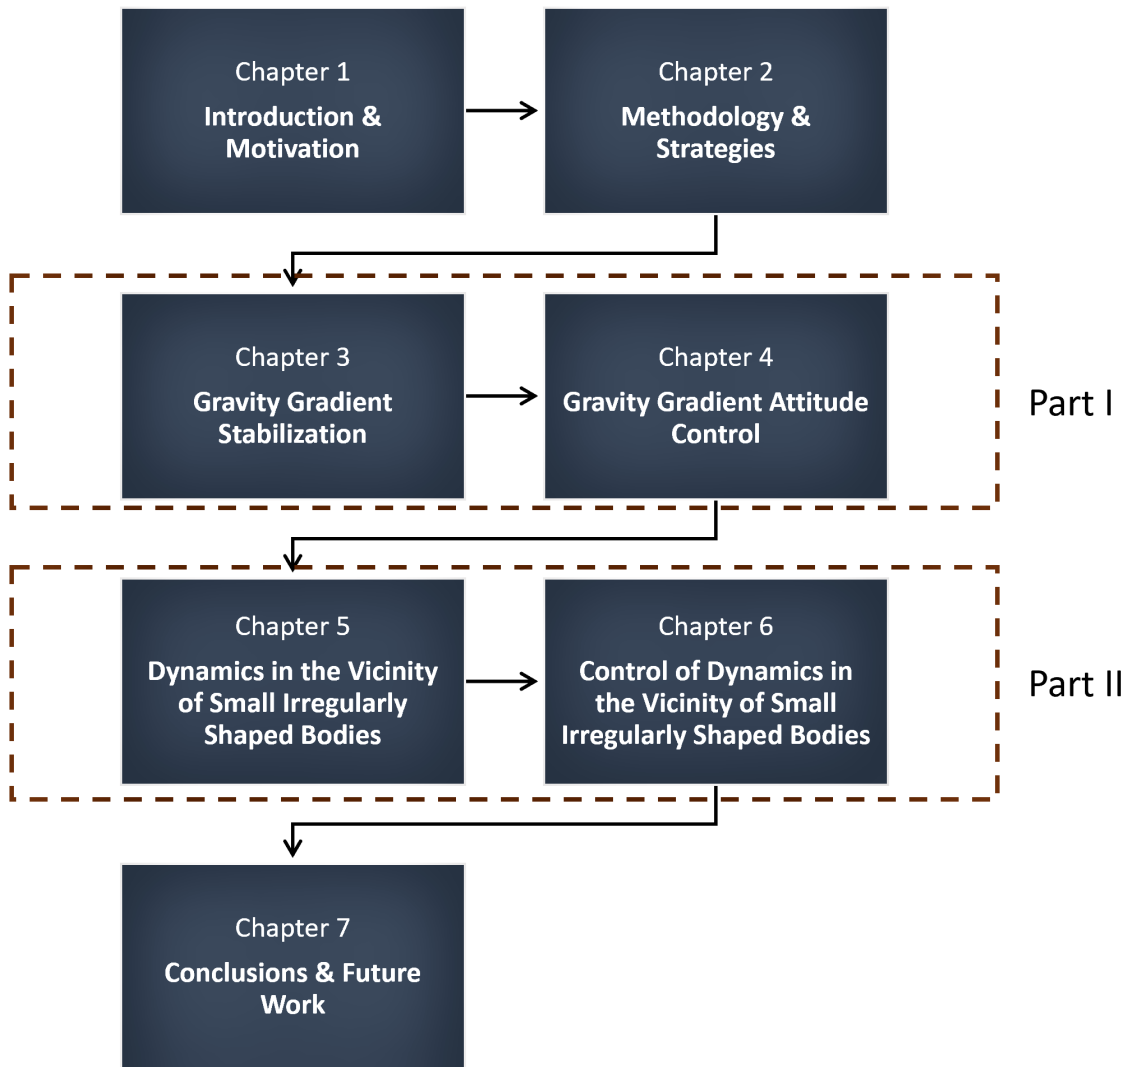 Chapter 1
Introduction &
Motivation
Chapter 2
Methodology &
Strategies
Chapter 3
Gravity Gradient
Stabilization
Chapter 4
Gravity Gradient Attitude
Control
Part I
Chapter 5
Dynamics in the Vicinity
of Small Irregularly
Shaped Bodies
Chapter 6
Control of Dynamics in
the Vicinity of Small
Irregularly Shaped Bodies
Part II
Chapter 7
Conclusions & Future
Work